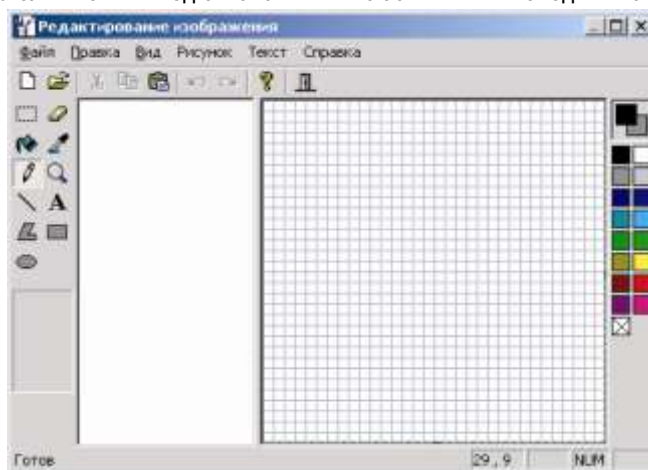 Редактирование изображения
Файл Правка Вид Рисунок Текст Справка
A
Готов
29,9
NUM